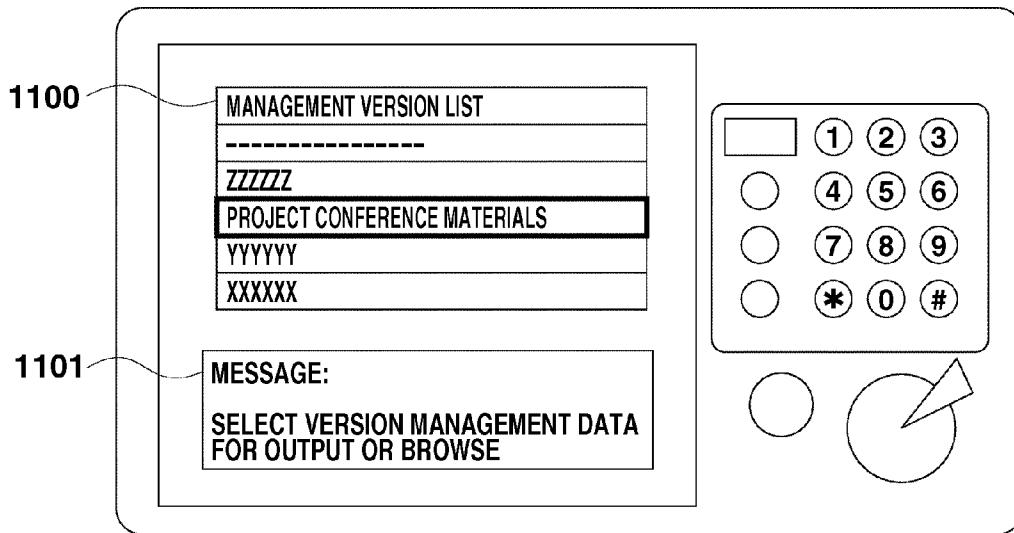 1100
MANAGEMENT VERSION LIST
----------------
ZZZZZZ
PROJECT CONFERENCE MATERIALS
YYYYYY
XXXXXX
1101
MESSAGE:
SELECT VERSION MANAGEMENT DATA
FOR OUTPUT OR BROWSE
1 2 3
4 5 6
7 8 9
* 0 #